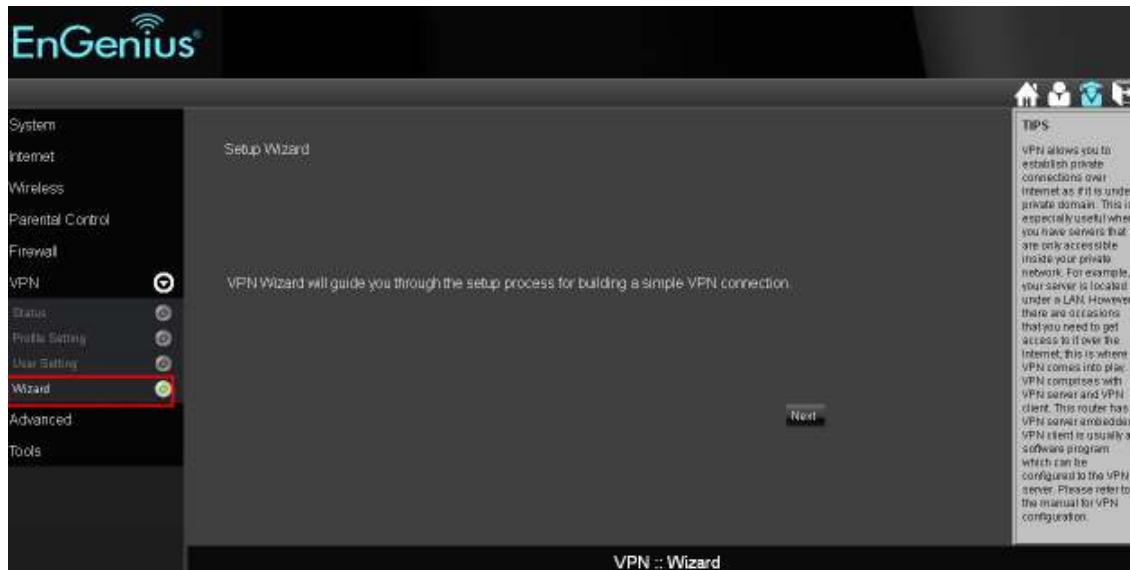 EnGenius®
System
Internet
Wireless
Parental Control
Firewall
VPN
Status
Profile Setting
User Setting
Wizard
Advanced
Tools
Setup Wizard
VPN Wizard will guide you through the setup process for building a simple VPN connection.
Next
TIPS
VPN allows you to
establish private
connections over
Internet as if it is unde
private domain. This i
especially useful whe
you have servers that
are only accessible
inside your private
network. For example,
your server is located
under a LAN. However
there are occasions
that you need to get
access to it over the
Internet, this is where
VPN comes into play.
VPN comprises with
VPN server and VPN
client. This router has
VPN server embedde
VPN client is usually a
software program
which can be
configured to the VPN
server. Please refer to
the manual for VPN
configuration.
VPN :: Wizard